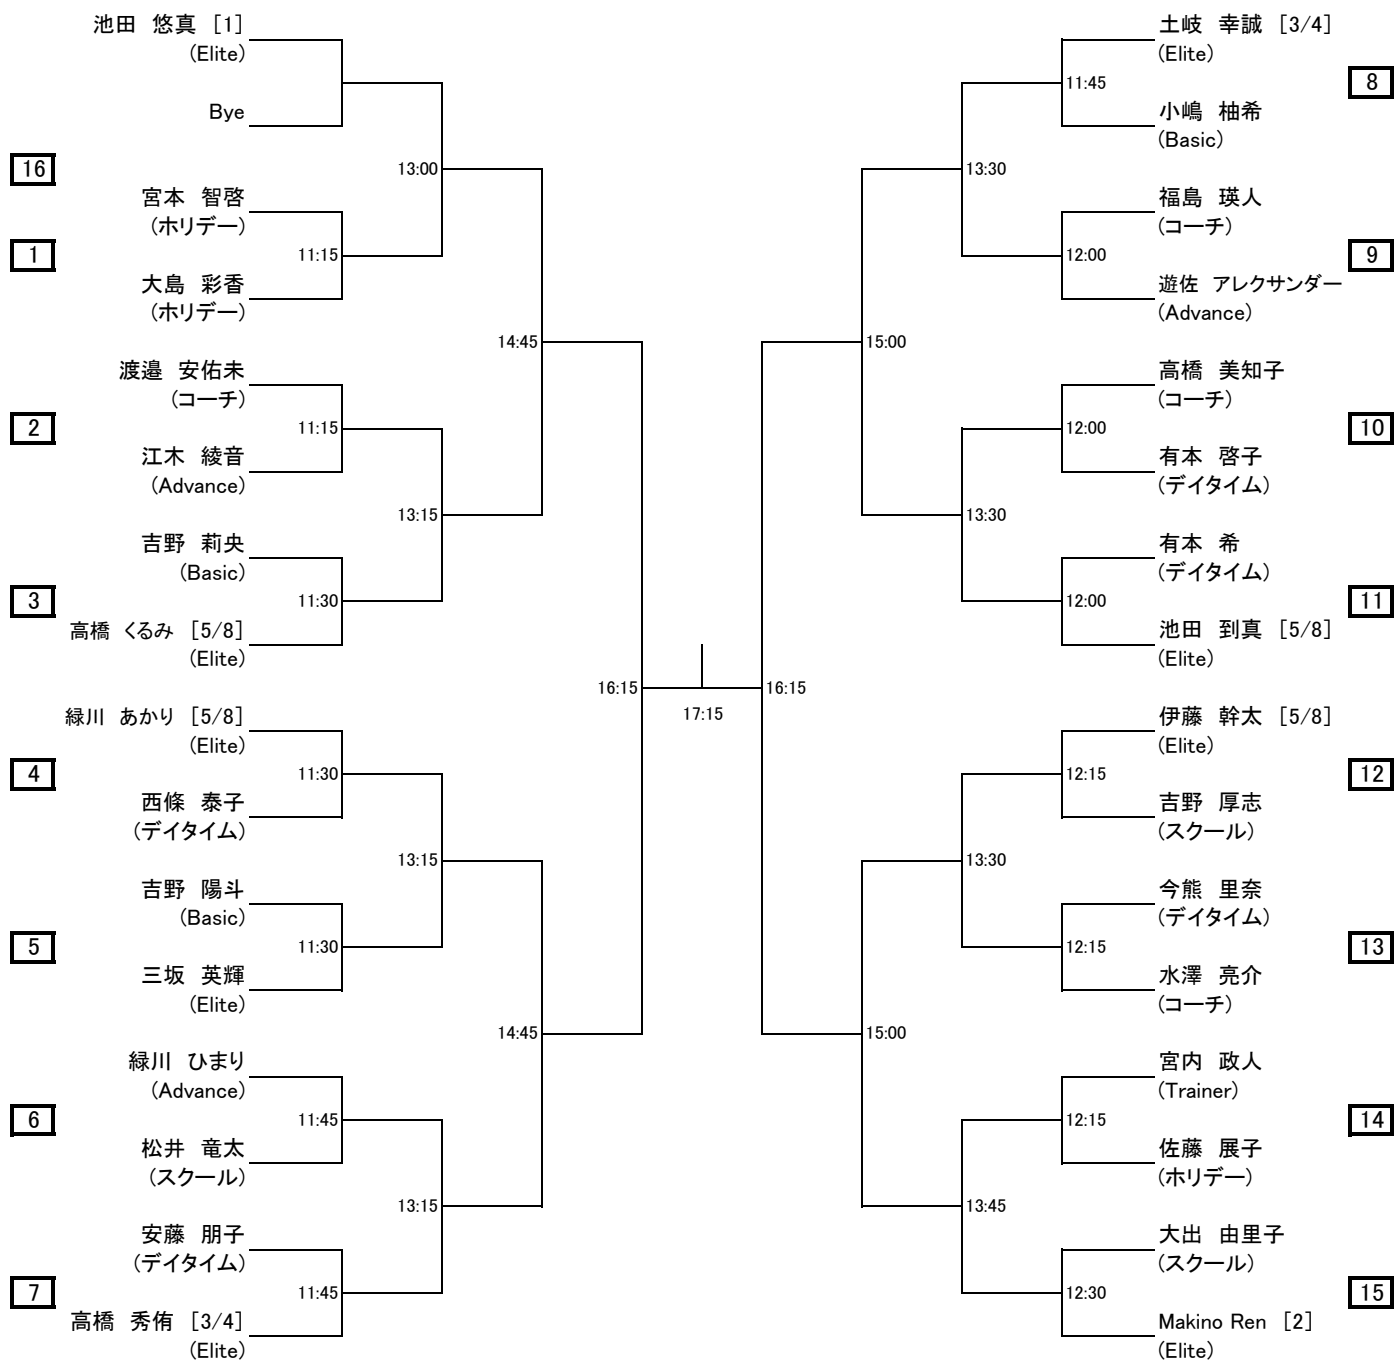 池田 悠真 [1]
(Elite)
Bye
16
13:00
宮本 智啓
(ホリデー)
1
11:15
大島 彩香
(ホリデー)
14:45
渡邉 安佑未
(コーチ)
2
11:15
江木 綾音
(Advance)
13:15
吉野 莉央
(Basic)
3
11:30
高橋 くるみ [5/8]
(Elite)
16:15
緑川 あかり [5/8]
(Elite)
4
11:30
西條 泰子
(デイタイム)
13:15
吉野 陽斗
(Basic)
5
11:30
三坂 英輝
(Elite)
14:45
緑川 ひまり
(Advance)
6
11:45
松井 竜太
(スクール)
13:15
安藤 朋子
(デイタイム)
7
11:45
高橋 秀侑 [3/4]
(Elite)
17:15
土岐 幸誠 [3/4]
(Elite)
11:45
8
小嶋 柚希
(Basic)
13:30
福島 瑛人
(コーチ)
12:00
9
遊佐 アレクサンダー
(Advance)
15:00
高橋 美知子
(コーチ)
12:00
10
有本 啓子
(デイタイム)
13:30
有本 希
(デイタイム)
12:00
11
池田 到真 [5/8]
(Elite)
16:15
伊藤 幹太 [5/8]
(Elite)
12:15
12
吉野 厚志
(スクール)
13:30
今熊 里奈
(デイタイム)
12:15
13
水澤 亮介
(コーチ)
15:00
宮内 政人
(Trainer)
12:15
14
佐藤 展子
(ホリデー)
13:45
大出 由里子
(スクール)
12:30
15
Makino Ren [2]
(Elite)